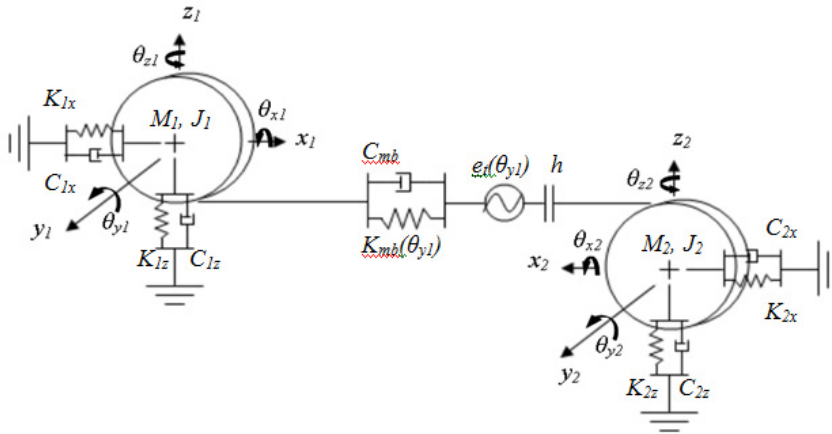 z1
θz1
K1x
M1, J1
θx1
x1
C1x
y1
θy1
K1z C1z
Cmb
Kmb(θy1)
et(θy1)
h
z2
θz2
θx2
x2
M2, J2
C2x
K2x
θy2
y2
K2z C2z